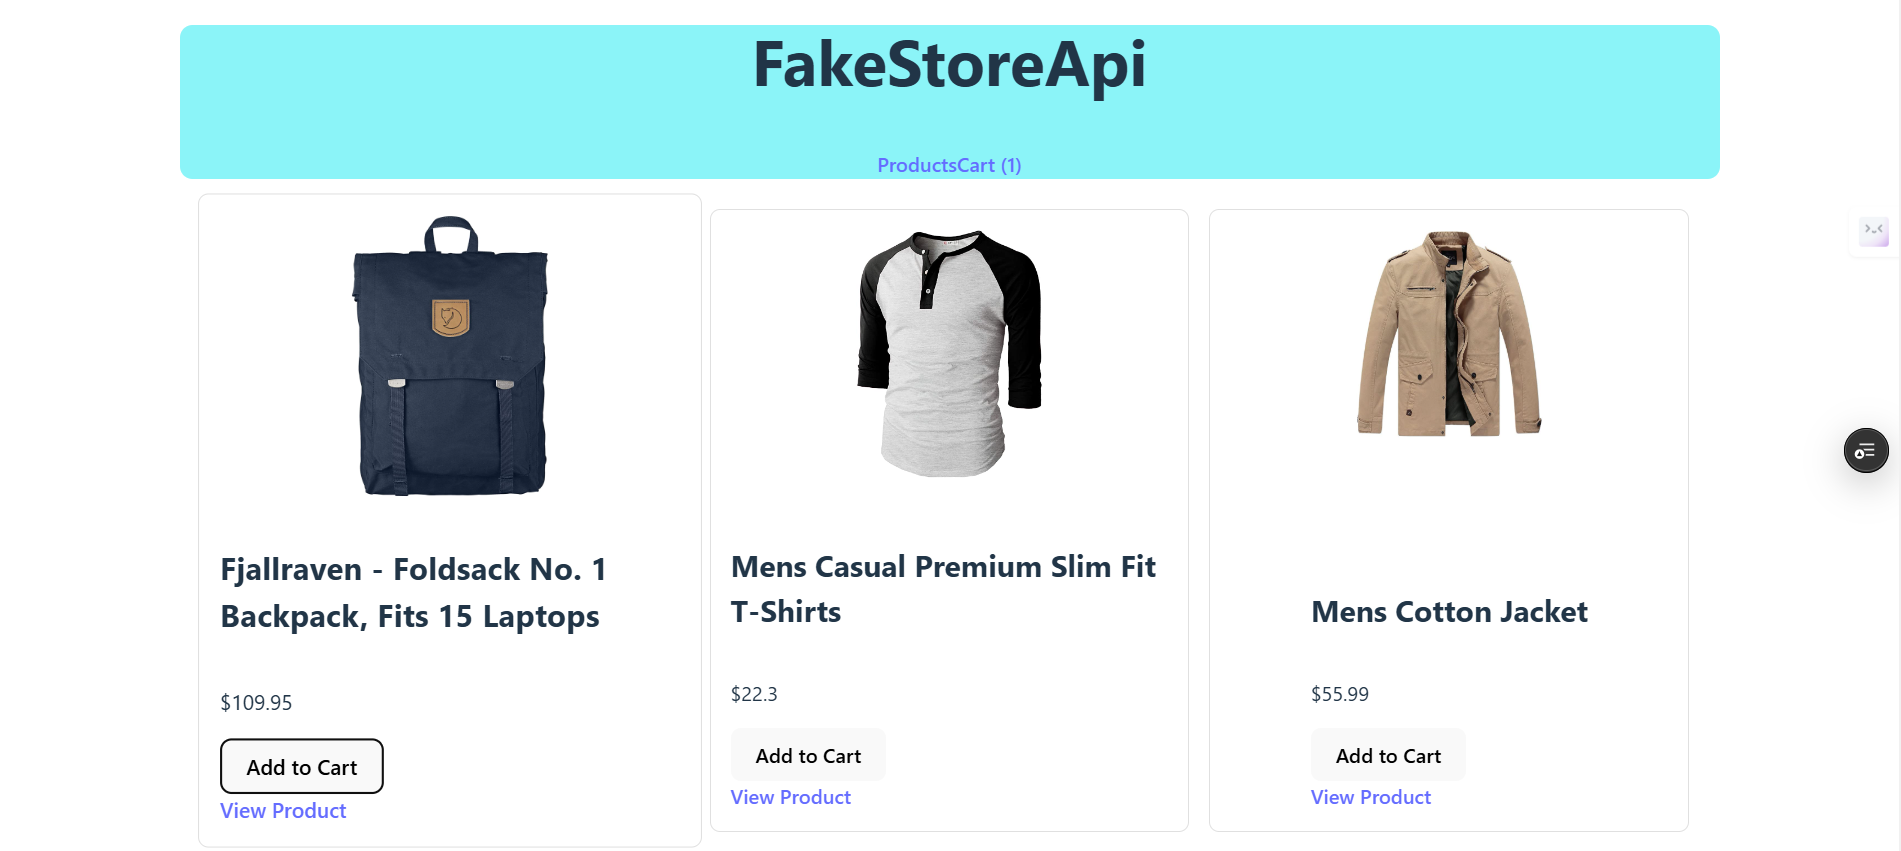 FakeStoreApi
ProductsCart (1)
Fjallraven - Foldsack No. 1
Backpack, Fits 15 Laptops
$109.95
Add to Cart
View Product
Mens Casual Premium Slim Fit
T-Shirts
$22.3
Add to Cart
View Product
Mens Cotton Jacket
$55.99
Add to Cart
View Product